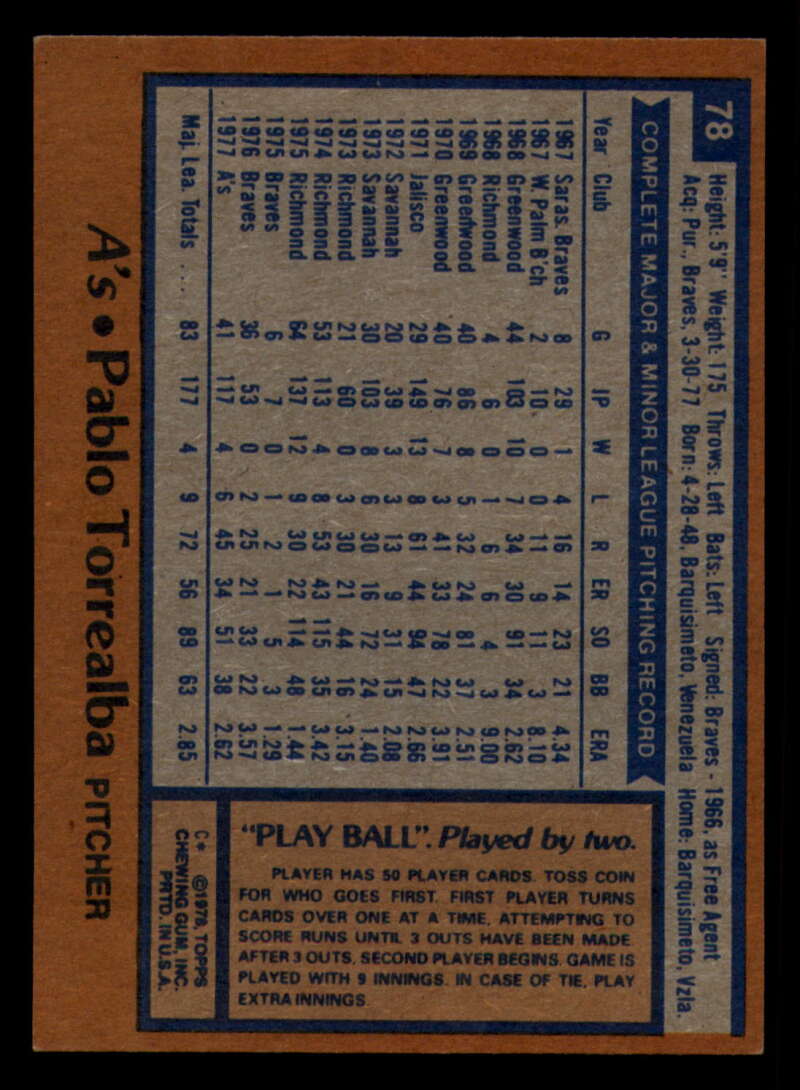 78
Height: 5'9" Weight: 175 Throws: Left Bats: Left Signed: Braves - 1966, as Free Agent
Acq: Pur., Braves, 3-30-77 Born: 4-28-48, Barquisimeto, Venezuela Home: Barquisimeto, Vzla.
COMPLETE MAJOR & MINOR LEAGUE PITCHING RECORD
Year Club G IP W L R ER SO BB ERA
1967 Saras. Braves 8 29 1 4 16 14 23 21 4.34
1967 W. Palm B'ch 2 10 0 0 11 9 11 3 8.10
1968 Greenwood 44 103 10 7 34 30 91 34 2.62
1968 Richmond 4 6 0 1 6 6 4 3 9.00
1969 Greenwood 40 86 8 5 32 24 81 37 2.51
1970 Greenwood 40 76 7 3 41 33 78 22 3.91
1971 Jalisco 29 149 13 8 61 44 94 47 2.66
1972 Savannah 20 39 3 3 13 9 31 15 2.08
1973 Savannah 30 103 8 6 30 16 72 24 1.40
1973 Richmond 21 60 0 3 30 21 44 16 3.15
1974 Richmond 53 113 4 8 53 43 115 35 3.42
1975 Richmond 64 137 12 9 30 22 114 48 1.44
1975 Braves 6 7 0 1 2 1 5 3 1.29
1976 Braves 36 53 0 2 25 21 33 22 3.57
1977 A's 41 117 4 6 45 34 51 38 2.62
Maj. Lea. Totals .... 83 177 4 9 72 56 89 63 2.85
A's • Pablo Torrealba PITCHER
"PLAY BALL". Played by two.
PLAYER HAS 50 PLAYER CARDS. TOSS COIN
FOR WHO GOES FIRST. FIRST PLAYER TURNS
CARDS OVER ONE AT A TIME, ATTEMPTING TO
SCORE RUNS UNTIL 3 OUTS HAVE BEEN MADE.
AFTER 3 OUTS, SECOND PLAYER BEGINS. GAME IS
PLAYED WITH 9 INNINGS. IN CASE OF TIE, PLAY
EXTRA INNINGS.
C* ©1978, TOPPS
CHEWING GUM, INC.
PRTD. IN U.S.A.